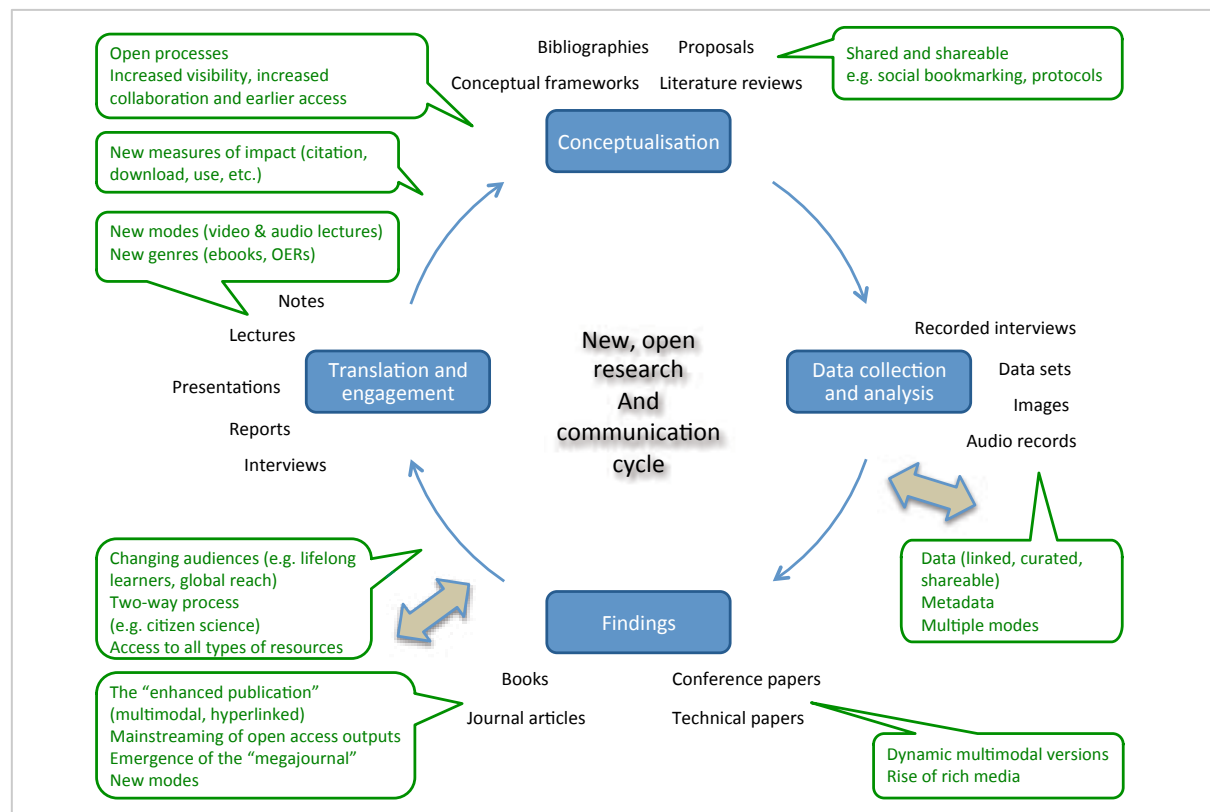 Open processes
Increased visibility, increased
collaboration and earlier access
Bibliographies
Proposals
Conceptual frameworks
Literature reviews
Shared and shareable
e.g. social bookmarking, protocols
Conceptualisation
New measures of impact (citation,
download, use, etc.)
New modes (video & audio lectures)
New genres (ebooks, OERs)
Notes
Lectures
Presentations
Reports
Interviews
Translation and
engagement
New, open
research
And
communication
cycle
Data collection
and analysis
Recorded interviews
Data sets
Images
Audio records
Data (linked, curated,
shareable)
Metadata
Multiple modes
Changing audiences (e.g. lifelong
learners, global reach)
Two-way process
(e.g. citizen science)
Access to all types of resources
Findings
Books
Journal articles
Conference papers
Technical papers
The “enhanced publication”
(multimodal, hyperlinked)
Mainstreaming of open access outputs
Emergence of the “megajournal”
New modes
Dynamic multimodal versions
Rise of rich media